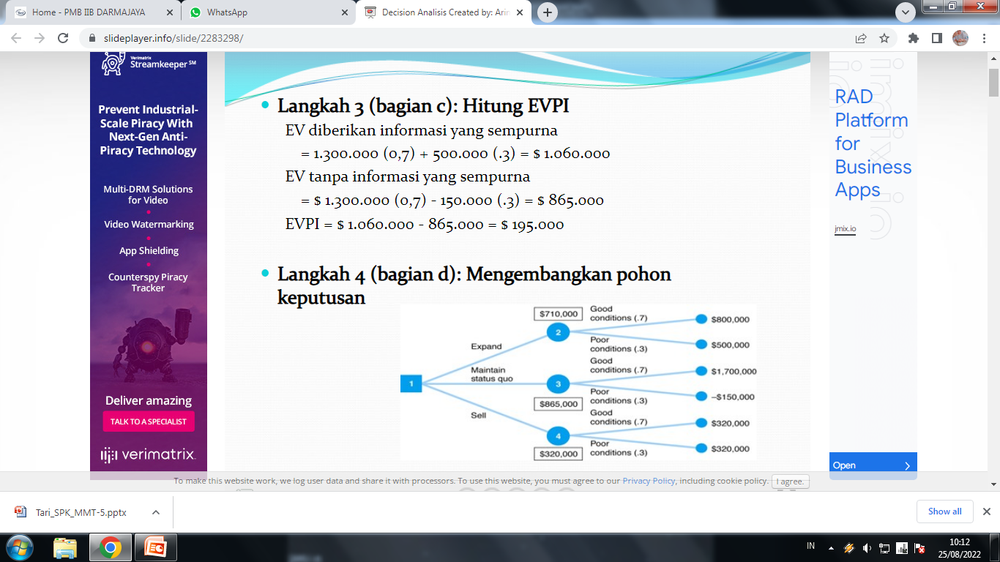 Home - PMB IIB DARMAJAYA
WhatsApp
Decision Analisis Created by: Arin
slideplayer.info/slide/2283298/
Verimatrix
Streamkeeper SM
Prevent Industrial-
Scale Piracy With
Next-Gen Anti-
Piracy Technology
Multi-DRM Solutions
for Video
Video Watermarking
App Shielding
Counterspy Piracy
Tracker
Deliver amazing
TALK TO A SPECIALIST
verimatrix
Langkah 3 (bagian c): Hitung EVPI
EV diberikan informasi yang sempurna
= 1.300.000 (0,7) + 500.000 (.3) = $ 1.060.000
EV tanpa informasi yang sempurna
= $ 1.300.000 (0,7) - 150.000 (.3) = $ 865.000
EVPI = $ 1.060.000 - 865.000 = $ 195.000
Langkah 4 (bagian d): Mengembangkan pohon
keputusan
1
Expand
Maintain
status quo
Sell
$710,000
2
Good
conditions (.7)
$800,000
Poor
conditions (.3)
$500,000
3
$865,000
Good
conditions (.7)
$1,700,000
Poor
conditions (.3)
–$150,000
4
$320,000
Good
conditions (.7)
$320,000
Poor
conditions (.3)
$320,000
RAD
Platform
for
Business
Apps
jmix.io
Open
To make this website work, we log user data and share it with processors. To use this website, you must agree to our Privacy Policy, including cookie policy.
I agree.
Tari_SPK_MMT-5.pptx
Show all
IN
10:12
25/08/2022